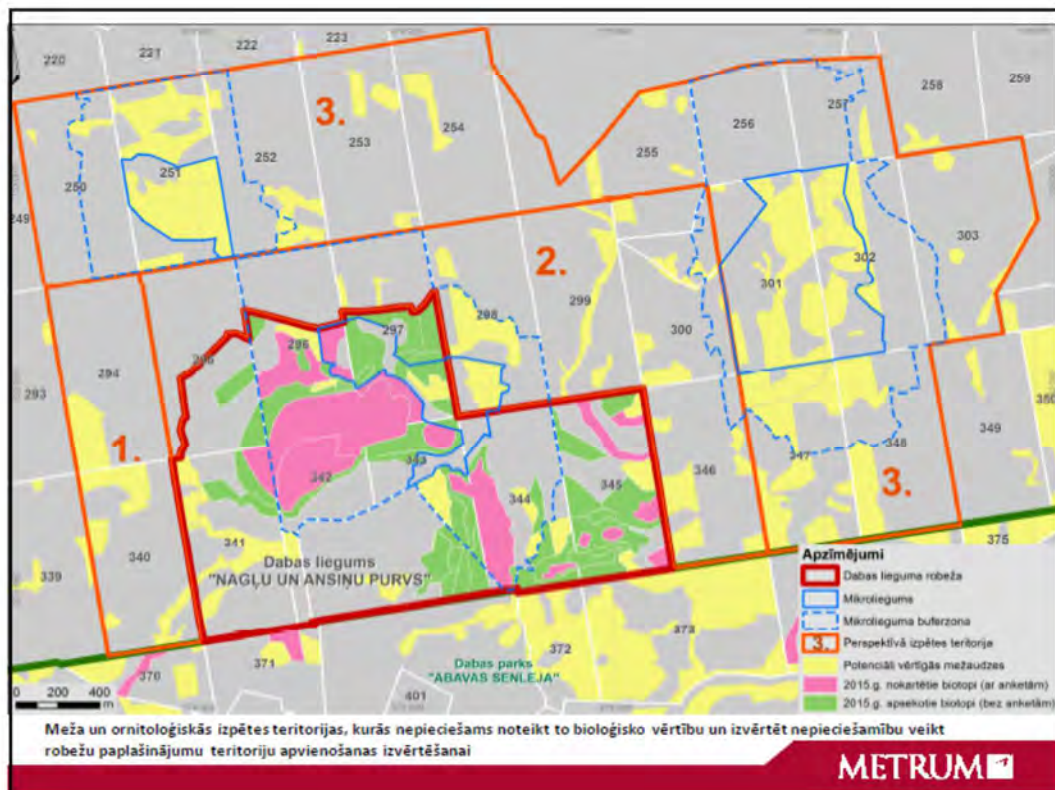 220
221
222
223
3.
250
251
252
253
254
255
256
257
258
259
249
2.
301
302
303
293
294
296
297
298
299
300
1.
342
343
344
345
346
347
348
349
350
3.
339
340
341
Dabas liegums
"NAGĻU UN ANSIŅU PURVS"
370
371
372
373
375
Dabas parks
"ABAVAS SENLEJA"
401
0 200 400
m
Apzīmējumi
Dabas lieguma robeža
Mikroliegums
Mikrolieguma buferzona
3. Perspektīvā izpētes teritorija
Potenciāli vērtīgās mežaudzes
2015.g. nokartētie biotopi (ar anketām)
2015.g. apsekotie biotopi (bez anketām)
Meža un ornitoloģiskās izpētes teritorijas, kurās nepieciešams noteikt to bioloģisko vērtību un izvērtēt nepieciešamību veikt
robežu paplašinājumu teritoriju apvienošanas izvērtēšanai
METRUM